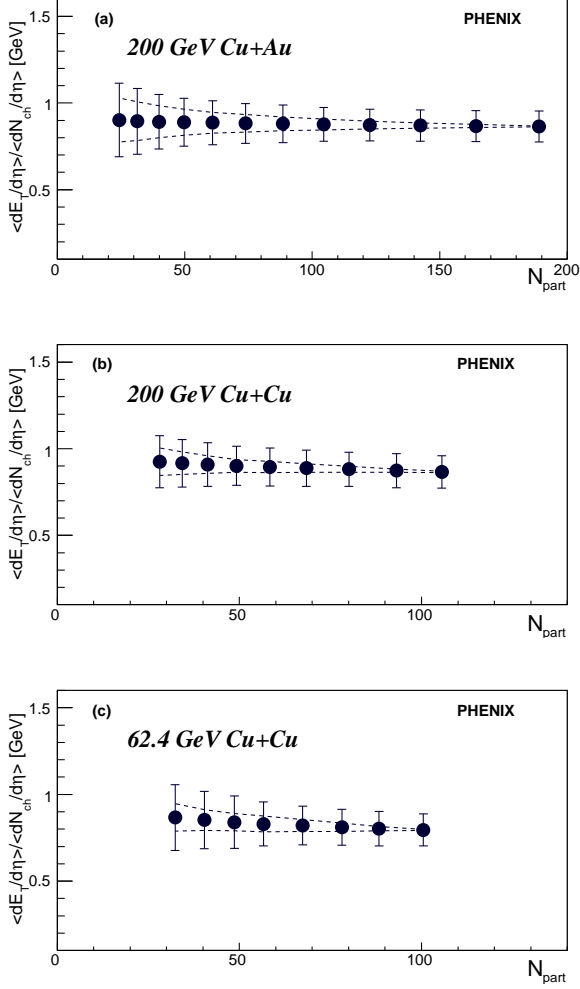 1.5
(a)
PHENIX
200 GeV Cu+Au
1
0.5
<dE_T/dη>/<dN_ch/dη> [GeV]
0 50 100 150 200
N_part
1.5
(b)
PHENIX
200 GeV Cu+Cu
1
0.5
<dE_T/dη>/<dN_ch/dη> [GeV]
0 50 100
N_part
1.5
(c)
PHENIX
62.4 GeV Cu+Cu
1
0.5
<dE_T/dη>/<dN_ch/dη> [GeV]
0 50 100
N_part